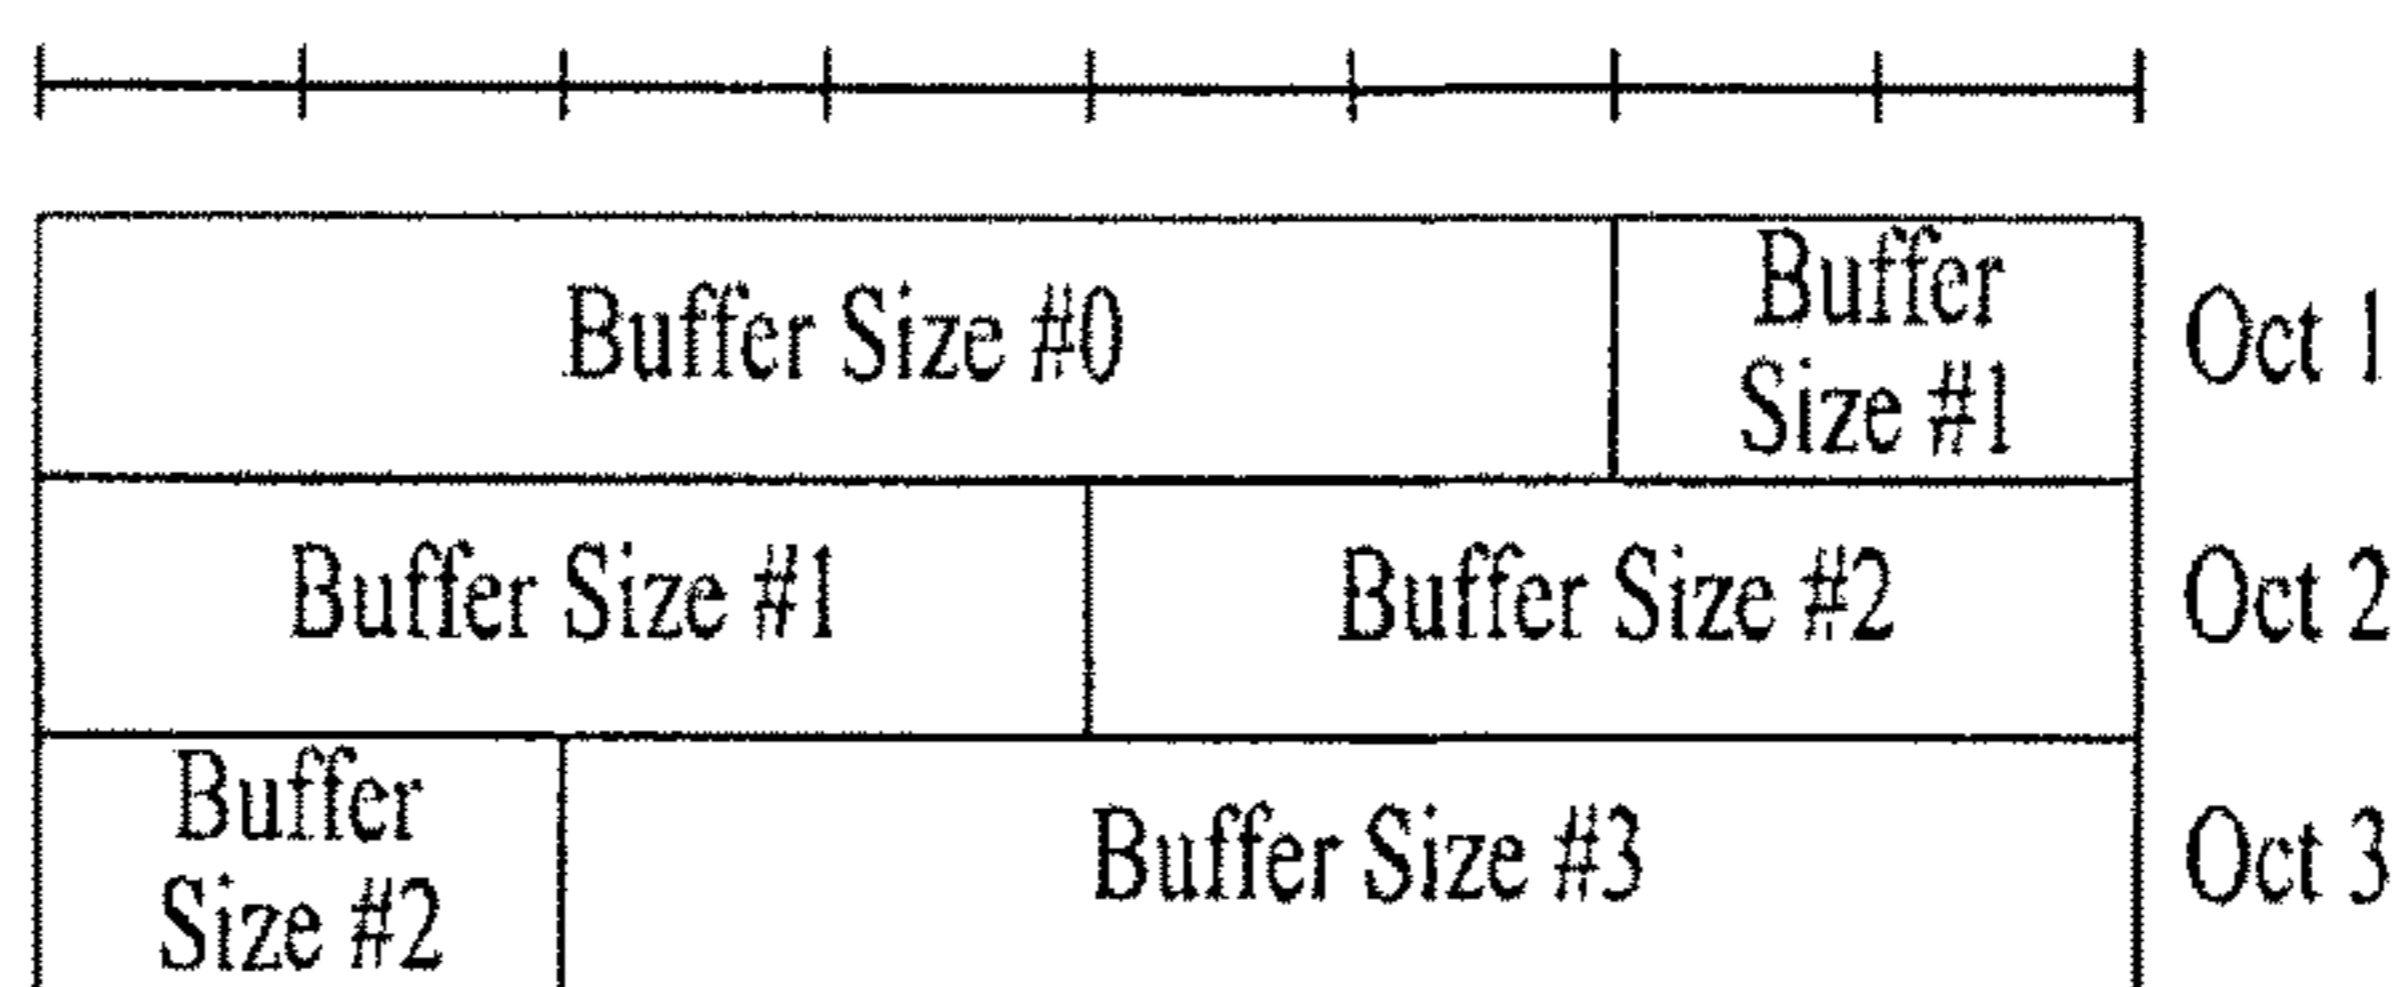 Buffer Size #0
Buffer
Size #1
Oct 1
Buffer Size #1
Buffer Size #2
Oct 2
Buffer
Size #2
Buffer Size #3
Oct 3